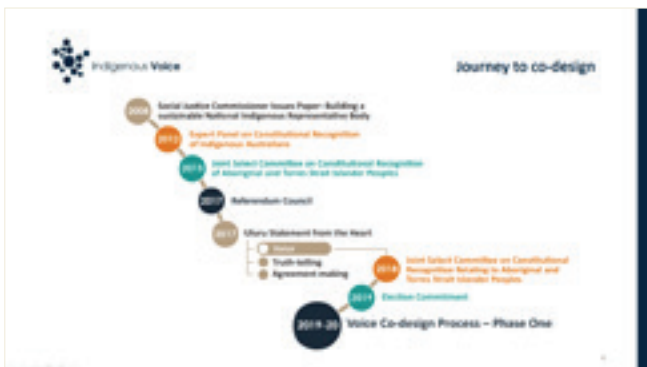 Indigenous Voice
Journey to co-design
2008
Social Justice Commissioner Issues Paper: Building a
sustainable National Indigenous Representative Body
2012
Expert Panel on Constitutional Recognition
of Indigenous Australians
2015
Joint Select Committee on Constitutional Recognition
of Aboriginal and Torres Strait Islander Peoples
2017
Referendum Council
2017
Uluru Statement from the Heart
Voice
Truth-telling
Agreement making
2018
Joint Select Committee on Constitutional
Recognition Relating to Aboriginal and
Torres Strait Islander Peoples
2019
Election Commitment
2019-20
Voice Co-design Process – Phase One